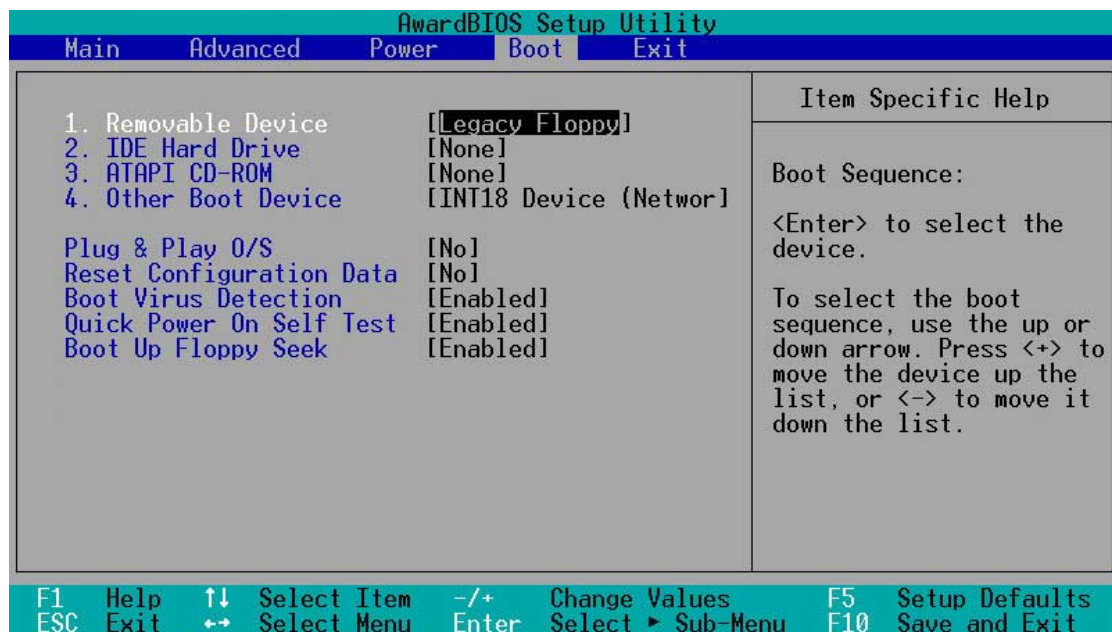 AwardBIOS Setup Utility
Main Advanced Power Boot Exit
1. Removable Device [Legacy Floppy]
2. IDE Hard Drive [None]
3. ATAPI CD-ROM [None]
4. Other Boot Device [INT18 Device (Networ]
Plug & Play O/S [No]
Reset Configuration Data [No]
Boot Virus Detection [Enabled]
Quick Power On Self Test [Enabled]
Boot Up Floppy Seek [Enabled]
Item Specific Help
Boot Sequence:
<Enter> to select the
device.
To select the boot
sequence, use the up or
down arrow. Press <+> to
move the device up the
list, or <-> to move it
down the list.
F1 Help ↑↓ Select Item -/+ Change Values F5 Setup Defaults
ESC Exit ←→ Select Menu Enter Select ► Sub-Menu F10 Save and Exit